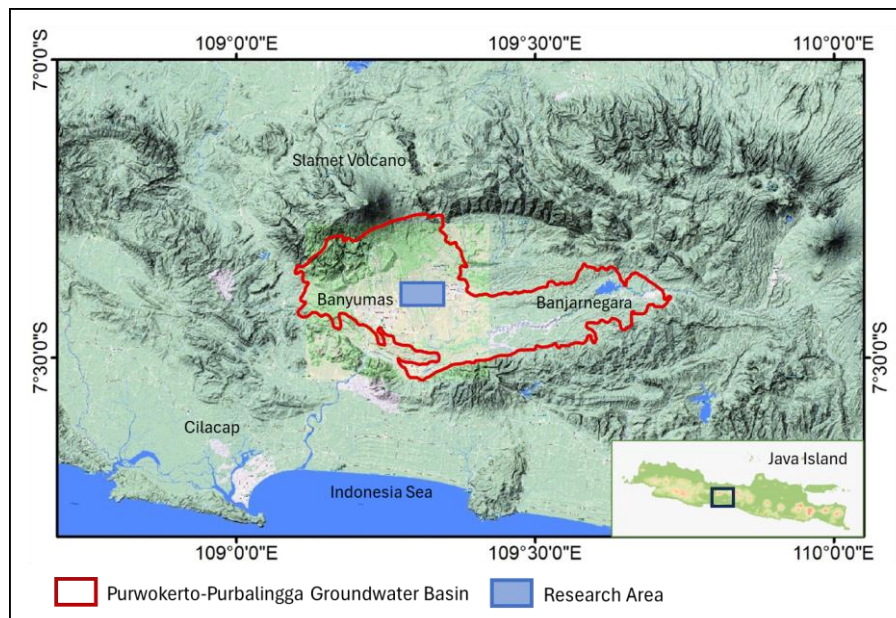 109°0'0"E
109°30'0"E
110°0'0"E
7°0'0"S
7°0'0"S
Slamet Volcano
Banyumas
Banjarnegara
7°30'0"S
7°30'0"S
Cilacap
Java Island
Indonesia Sea
109°0'0"E
109°30'0"E
110°0'0"E
Purwokerto-Purbalingga Groundwater Basin
Research Area